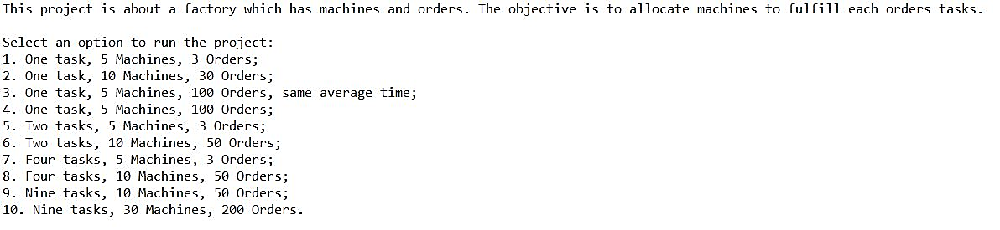 This project is about a factory which has machines and orders. The objective is to allocate machines to fulfill each orders tasks.
Select an option to run the project:
1. One task, 5 Machines, 3 Orders;
2. One task, 10 Machines, 30 Orders;
3. One task, 5 Machines, 100 Orders, same average time;
4. One task, 5 Machines, 100 Orders;
5. Two tasks, 5 Machines, 3 Orders;
6. Two tasks, 10 Machines, 50 Orders;
7. Four tasks, 5 Machines, 3 Orders;
8. Four tasks, 10 Machines, 50 Orders;
9. Nine tasks, 10 Machines, 50 Orders;
10. Nine tasks, 30 Machines, 200 Orders.